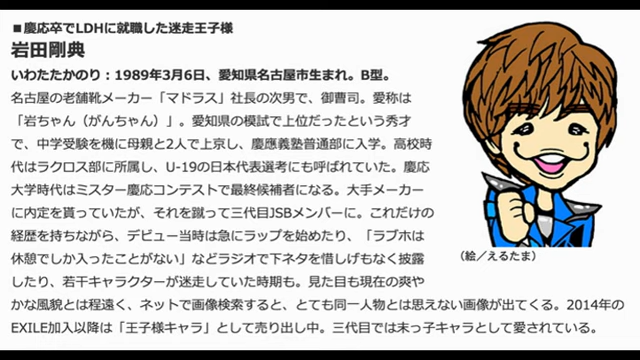 ■慶応卒でLDHに就職した迷走王子様
岩田剛典
いわたたかのり：1989年3月6日、愛知県名古屋市生まれ。B型。
名古屋の老舗靴メーカー「マドラス」社長の次男で、御曹司。愛称は
「岩ちゃん（がんちゃん）」。愛知県の模試で上位だったという秀才
で、中学受験を機に母親と2人で上京し、慶應義塾普通部に入学。高校時
代はラクロス部に所属し、U-19の日本代表選考にも呼ばれていた。慶応
大学時代はミスター慶応コンテストで最終候補者になる。大手メーカー
に内定を貰っていたが、それを蹴って三代目JSBメンバーに。これだけの
経歴を持ちながら、デビュー当時は急にラップを始めたり、「ラブホは
休憩でしか入ったことがない」などラジオで下ネタを惜しげもなく披露
したり、若干キャラクターが迷走していた時期も。見た目も現在の爽や
かな風貌とは程遠く、ネットで画像検索すると、とても同一人物とは思えない画像が出てくる。2014年の
EXILE加入以降は「王子様キャラ」として売り出し中。三代目では末っ子キャラとして愛されている。
（絵／えるたま）